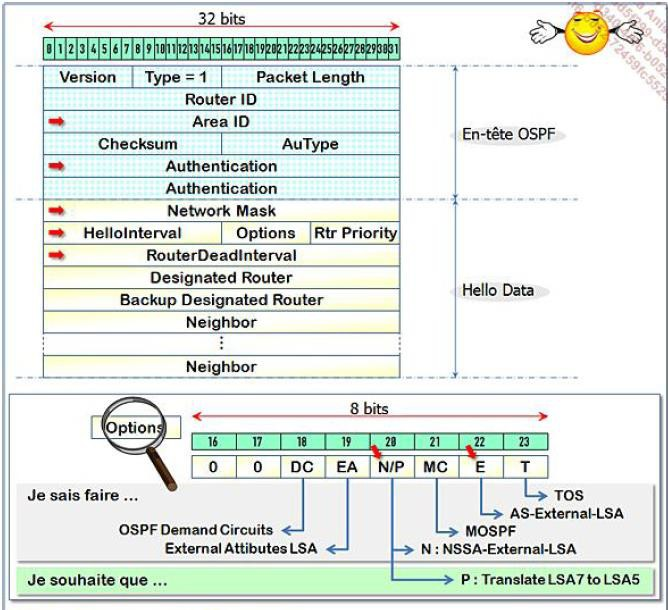 32 bits
0 1 2 3 4 5 6 7 8 9 10 11 12 13 14 15 16 17 18 19 20 21 22 23 24 25 26 27 28 29 30 31
Version Type = 1 Packet Length
Router ID
Area ID
Checksum AuType
Authentication
Authentication
En-tête OSPF
Network Mask
HelloInterval Options Rtr Priority
RouterDeadInterval
Designated Router
Backup Designated Router
Neighbor
Neighbor
Hello Data
8 bits
Options
16 17 18 19 20 21 22 23
0 0 DC EA N/P MC E T
Je sais faire ...
TOS
AS-External-LSA
OSPF Demand Circuits
MOSPF
External Attibutes LSA
N : NSSA-External-LSA
Je souhaite que ...
P : Translate LSA7 to LSA5